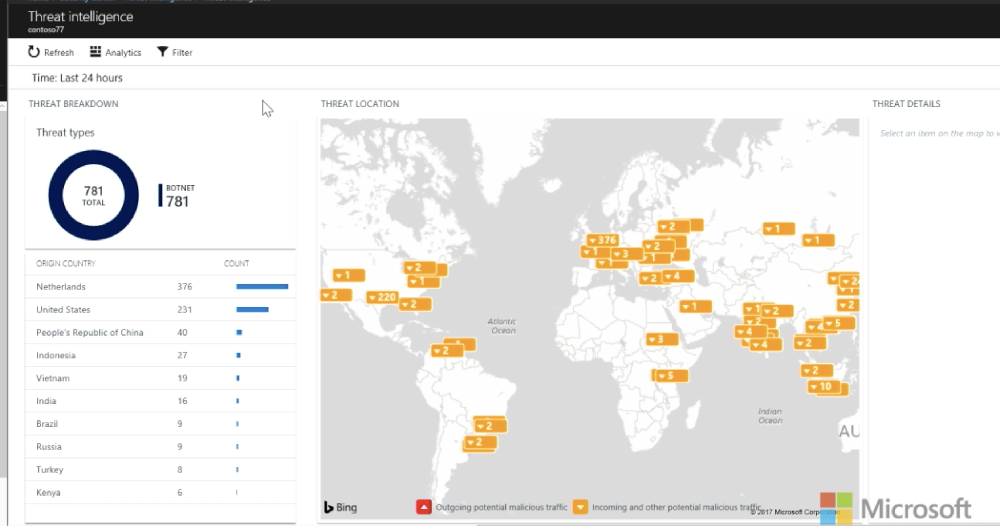 Threat intelligence
contoso77
Refresh Analytics Filter
Time: Last 24 hours
THREAT BREAKDOWN
Threat types
781
TOTAL
BOTNET
781
ORIGIN COUNTRY COUNT
Netherlands 376
United States 231
People's Republic of China 40
Indonesia 27
Vietnam 19
India 16
Brazil 9
Russia 9
Turkey 8
Kenya 6
THREAT LOCATION
2
1
1
376
1
2
1
3
2
1
1
2
1
1
2
4
2
2
220
2
2
1
1
2
2
4
5
4
3
2
4
2
5
2
10
2
2
Atlantic
Ocean
Indian
Ocean
AU
Bing
Outgoing potential malicious traffic
Incoming and other potential malicious traffic
© 2017 Microsoft Corporation
THREAT DETAILS
Select an item on the map to
Microsoft